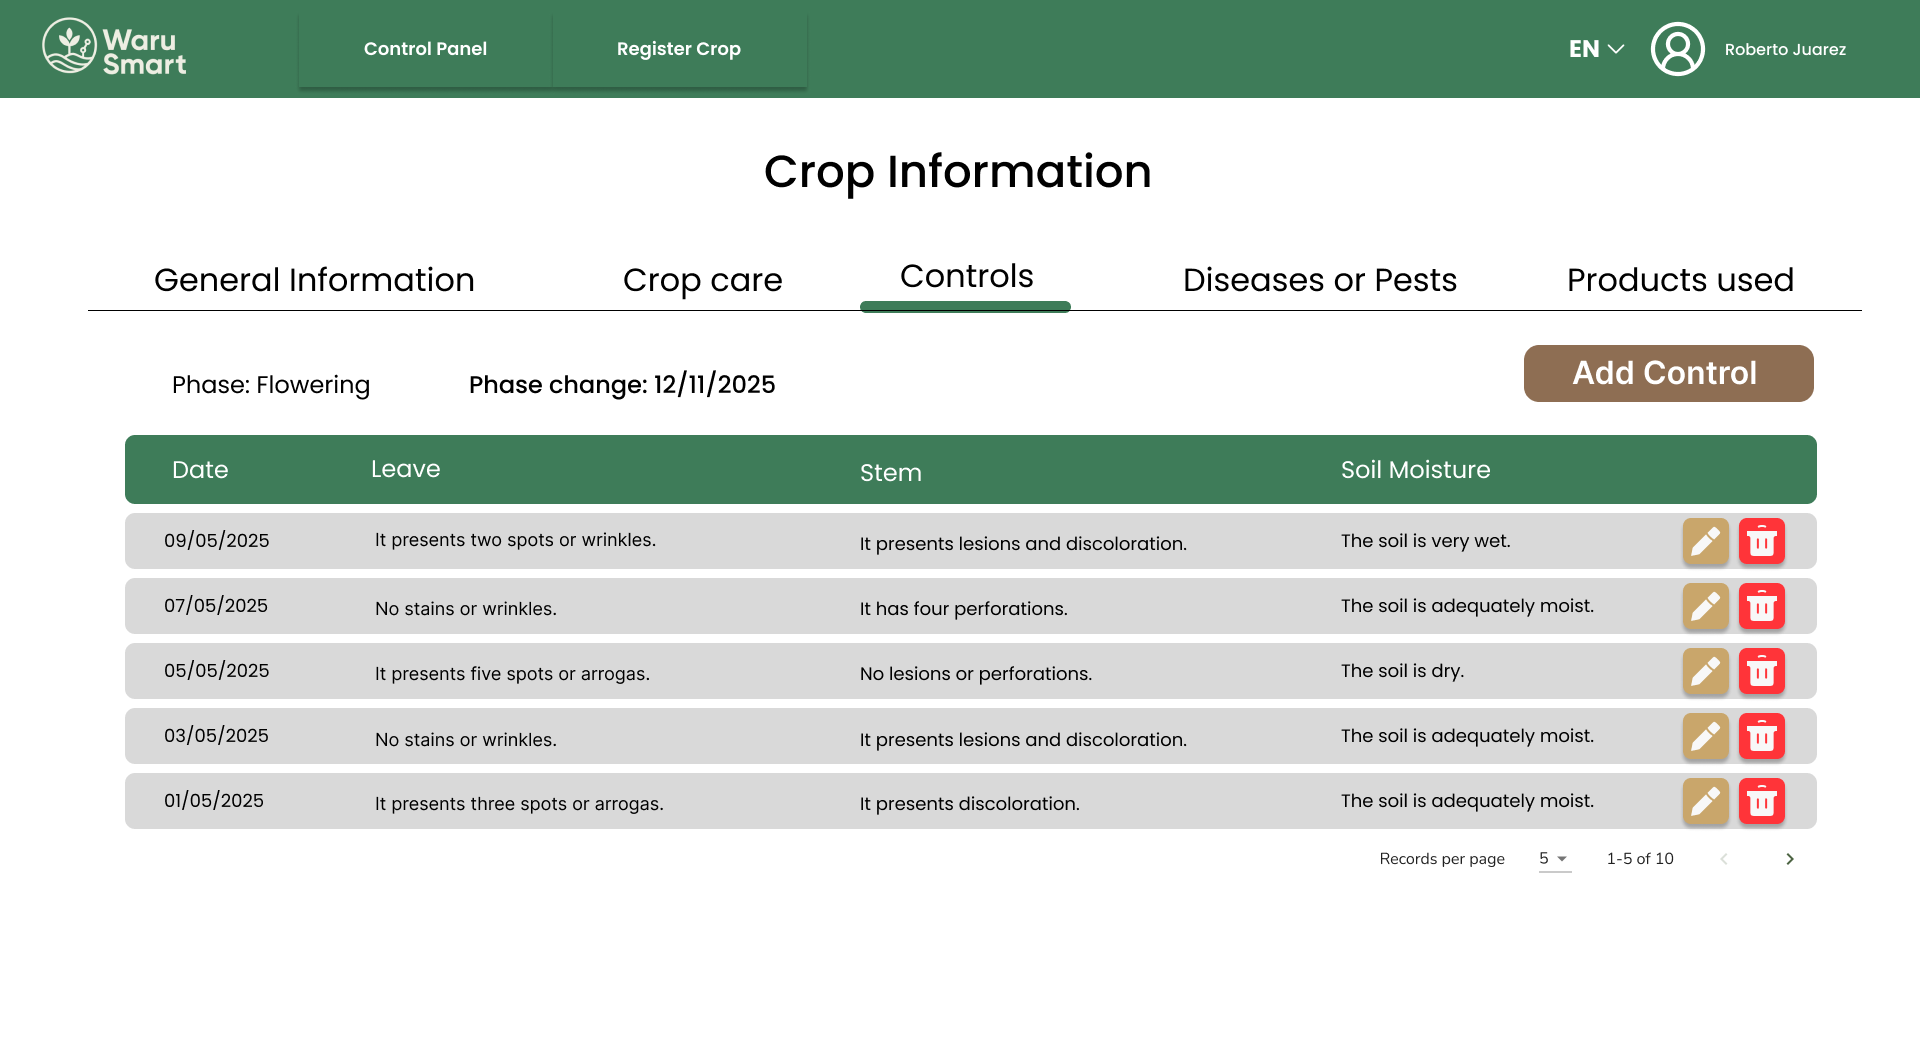 Waru
Smart
Control Panel
Register Crop
EN
Roberto Juarez
Crop Information
General Information
Crop care
Controls
Diseases or Pests
Products used
Phase: Flowering
Phase change: 12/11/2025
Add Control
Date
Leave
Stem
Soil Moisture
09/05/2025
It presents two spots or wrinkles.
It presents lesions and discoloration.
The soil is very wet.
07/05/2025
No stains or wrinkles.
It has four perforations.
The soil is adequately moist.
05/05/2025
It presents five spots or arrogas.
No lesions or perforations.
The soil is dry.
03/05/2025
No stains or wrinkles.
It presents lesions and discoloration.
The soil is adequately moist.
01/05/2025
It presents three spots or arrogas.
It presents discoloration.
The soil is adequately moist.
Records per page
5
1-5 of 10